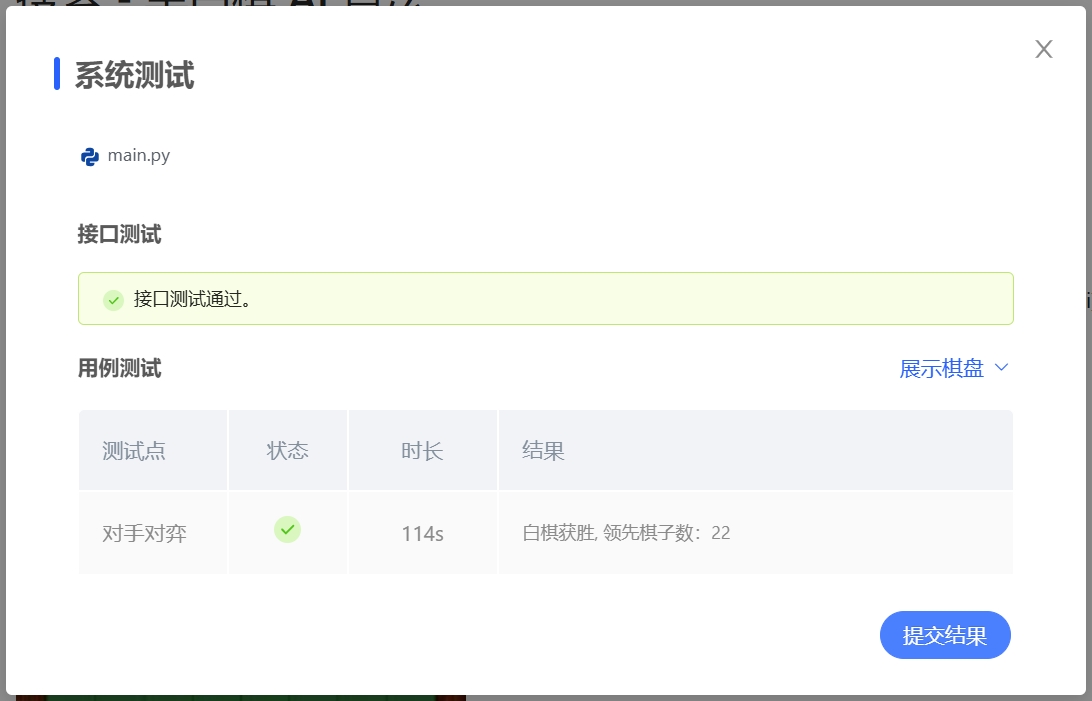 系统测试
main.py
接口测试
接口测试通过。
用例测试
展示棋盘
测试点 状态 时长 结果
对手对弈 114s 白棋获胜, 领先棋子数：22
提交结果